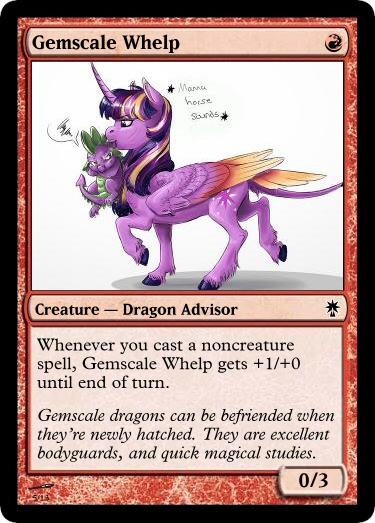 Gemscale Whelp
Mamu
horse
sounds
Creature — Dragon Advisor
Whenever you cast a noncreature
spell, Gemscale Whelp gets +1/+0
until end of turn.
Gemscale dragons can be befriended when
they're newly hatched. They are excellent
bodyguards, and quick magical studies.
0/3